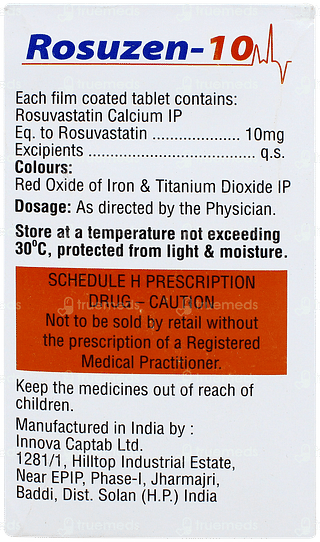 Rosuzen-10
Each film coated tablet contains:
Rosuvastatin Calcium IP
Eq. to Rosuvastatin .................... 10mg
Excipients ...................................... q.s.
Colours:
Red Oxide of Iron & Titanium Dioxide IP
Dosage: As directed by the Physician.
Store at a temperature not exceeding
30°C, protected from light & moisture.
SCHEDULE H PRESCRIPTION
DRUG – CAUTION
Not to be sold by retail without
the prescription of a Registered
Medical Practitioner.
Keep the medicines out of reach of
children.
Manufactured in India by :
Innova Captab Ltd.
1281/1, Hilltop Industrial Estate,
Near EPIP, Phase-I, Jharmajri,
Baddi, Dist. Solan (H.P.) India
truemeds